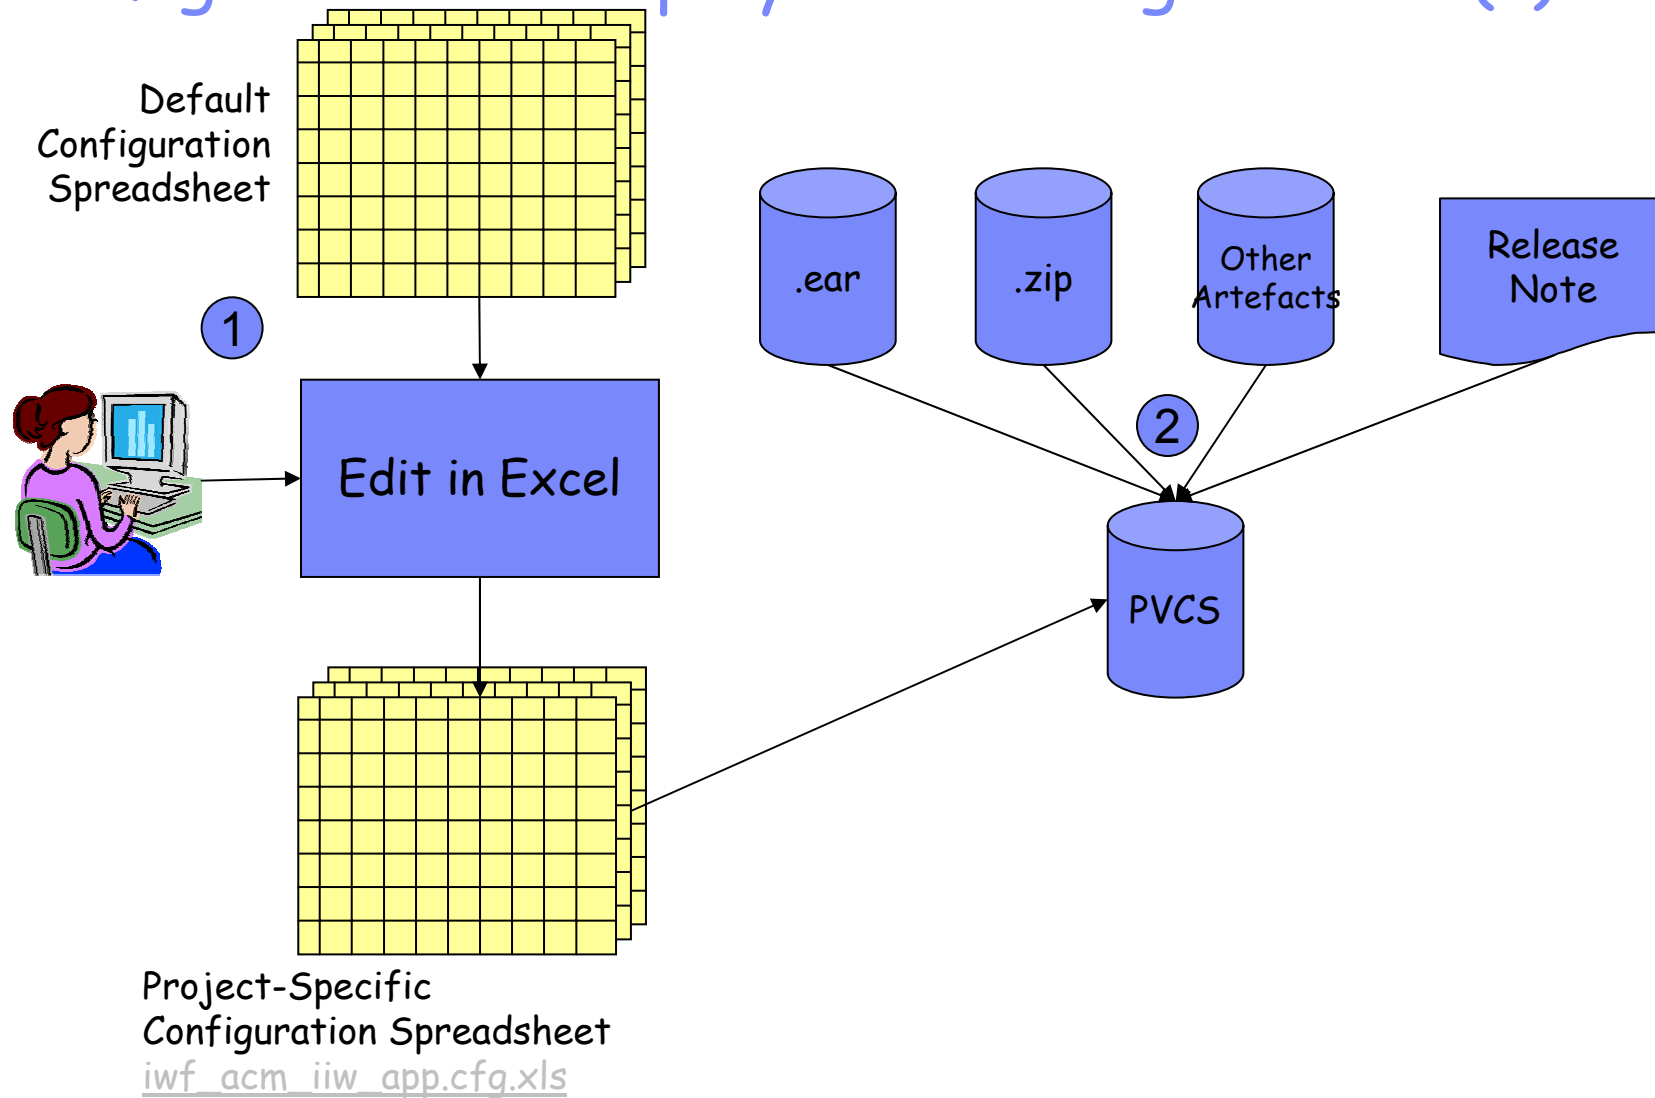 Default
Configuration
Spreadsheet
1
.ear
.zip
Other
Artefacts
Release
Note
2
Edit in Excel
PVCS
Project-Specific
Configuration Spreadsheet
iwf_acm_iiw_app.cfg.xls